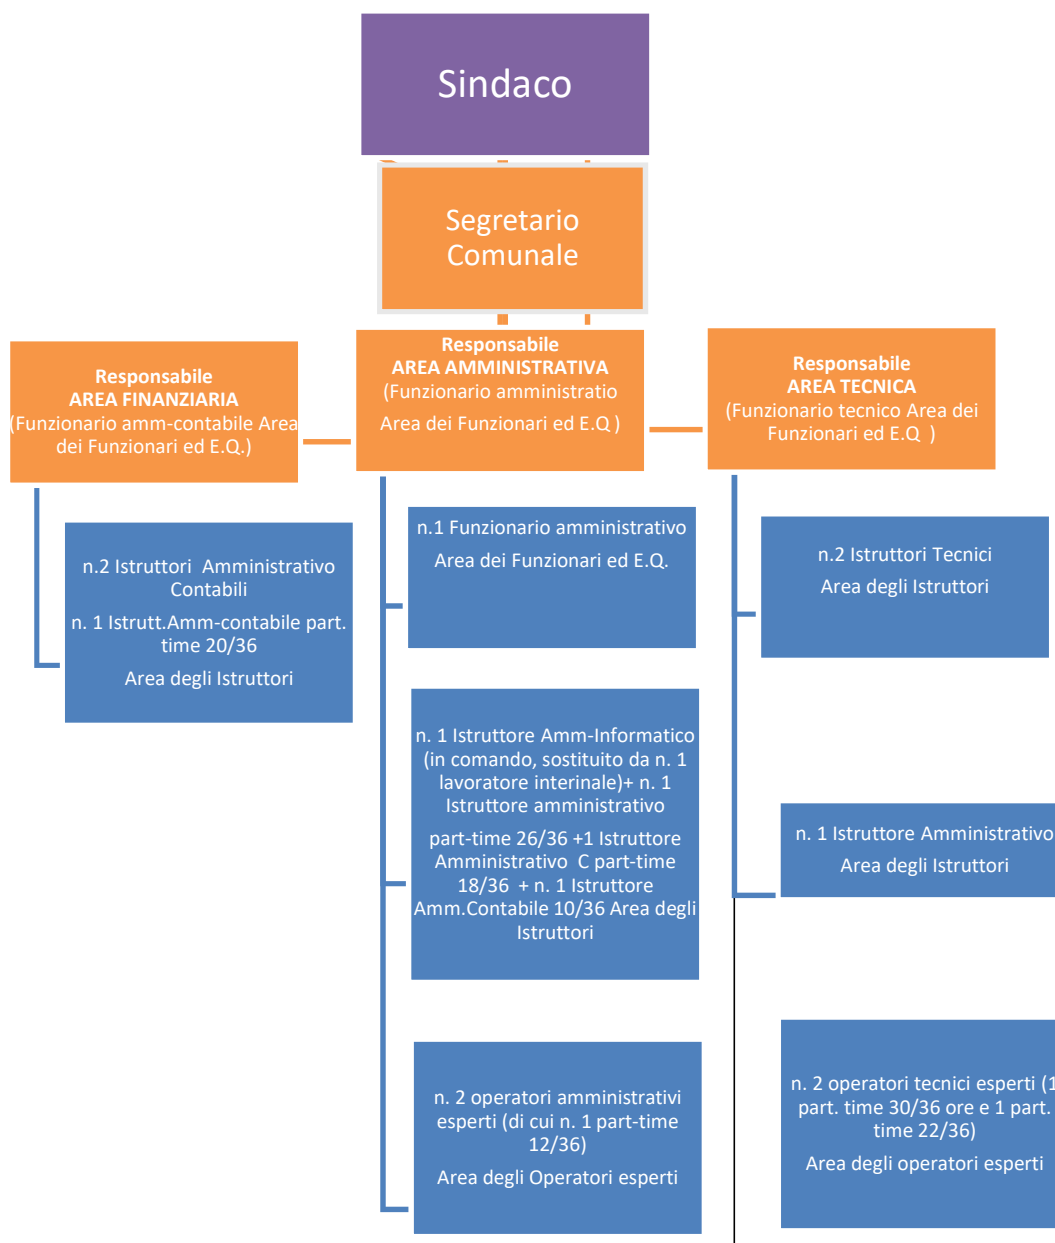 Sindaco
Segretario
Comunale
Responsabile
AREA FINANZIARIA
(Funzionario amm-contabile Area
dei Funzionari ed E.Q.)
Responsabile
AREA AMMINISTRATIVA
(Funzionario amministratio
Area dei Funzionari ed E.Q )
Responsabile
AREA TECNICA
(Funzionario tecnico Area dei
Funzionari ed E.Q  )
n.2 Istruttori  Amministrativo
Contabili
n. 1 Istrutt.Amm-contabile part.
time 20/36
Area degli Istruttori
n.1 Funzionario amministrativo
Area dei Funzionari ed E.Q.
n. 1 Istruttore Amm-Informatico
(in comando, sostituito da n. 1
lavoratore interinale)+ n. 1
Istruttore amministrativo
part-time 26/36 +1 Istruttore
Amministrativo  C part-time
18/36  + n. 1 Istruttore
Amm.Contabile 10/36 Area degli
Istruttori
n. 2 operatori amministrativi
esperti (di cui n. 1 part-time
12/36)
Area degli Operatori esperti
n.2 Istruttori Tecnici
Area degli Istruttori
n. 1 Istruttore Amministrativo
Area degli Istruttori
n. 2 operatori tecnici esperti (1
part. time 30/36 ore e 1 part.
time 22/36)
Area degli operatori esperti